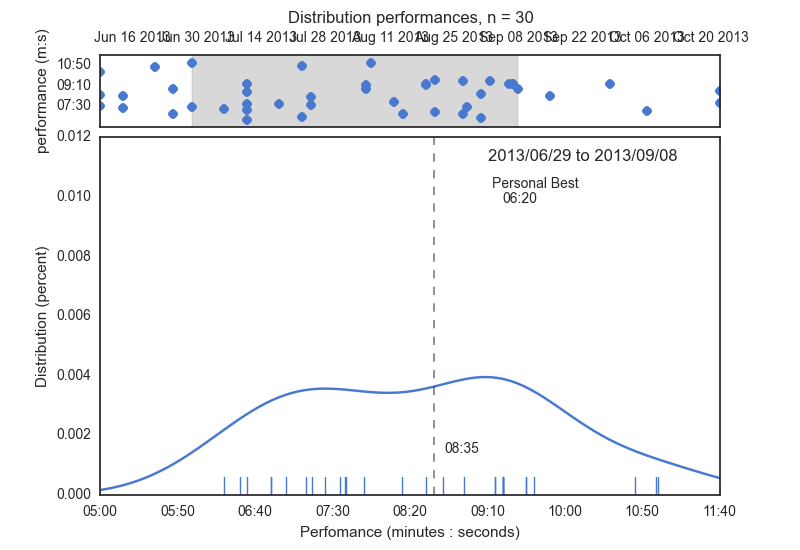 Distribution performances, n = 30
Jun 16 2013 Jun 30 2013 Jul 14 2013 Jul 28 2013 Aug 11 2013 Aug 25 2013 Sep 08 2013 Sep 22 2013 Oct 06 2013 Oct 20 2013
performance (m:s)
10:50
09:10
07:30
0.012
2013/06/29 to 2013/09/08
Personal Best
06:20
0.010
0.008
Distribution (percent)
0.006
0.004
0.002
08:35
0.000
05:00 05:50 06:40 07:30 08:20 09:10 10:00 10:50 11:40
Perfomance (minutes : seconds)